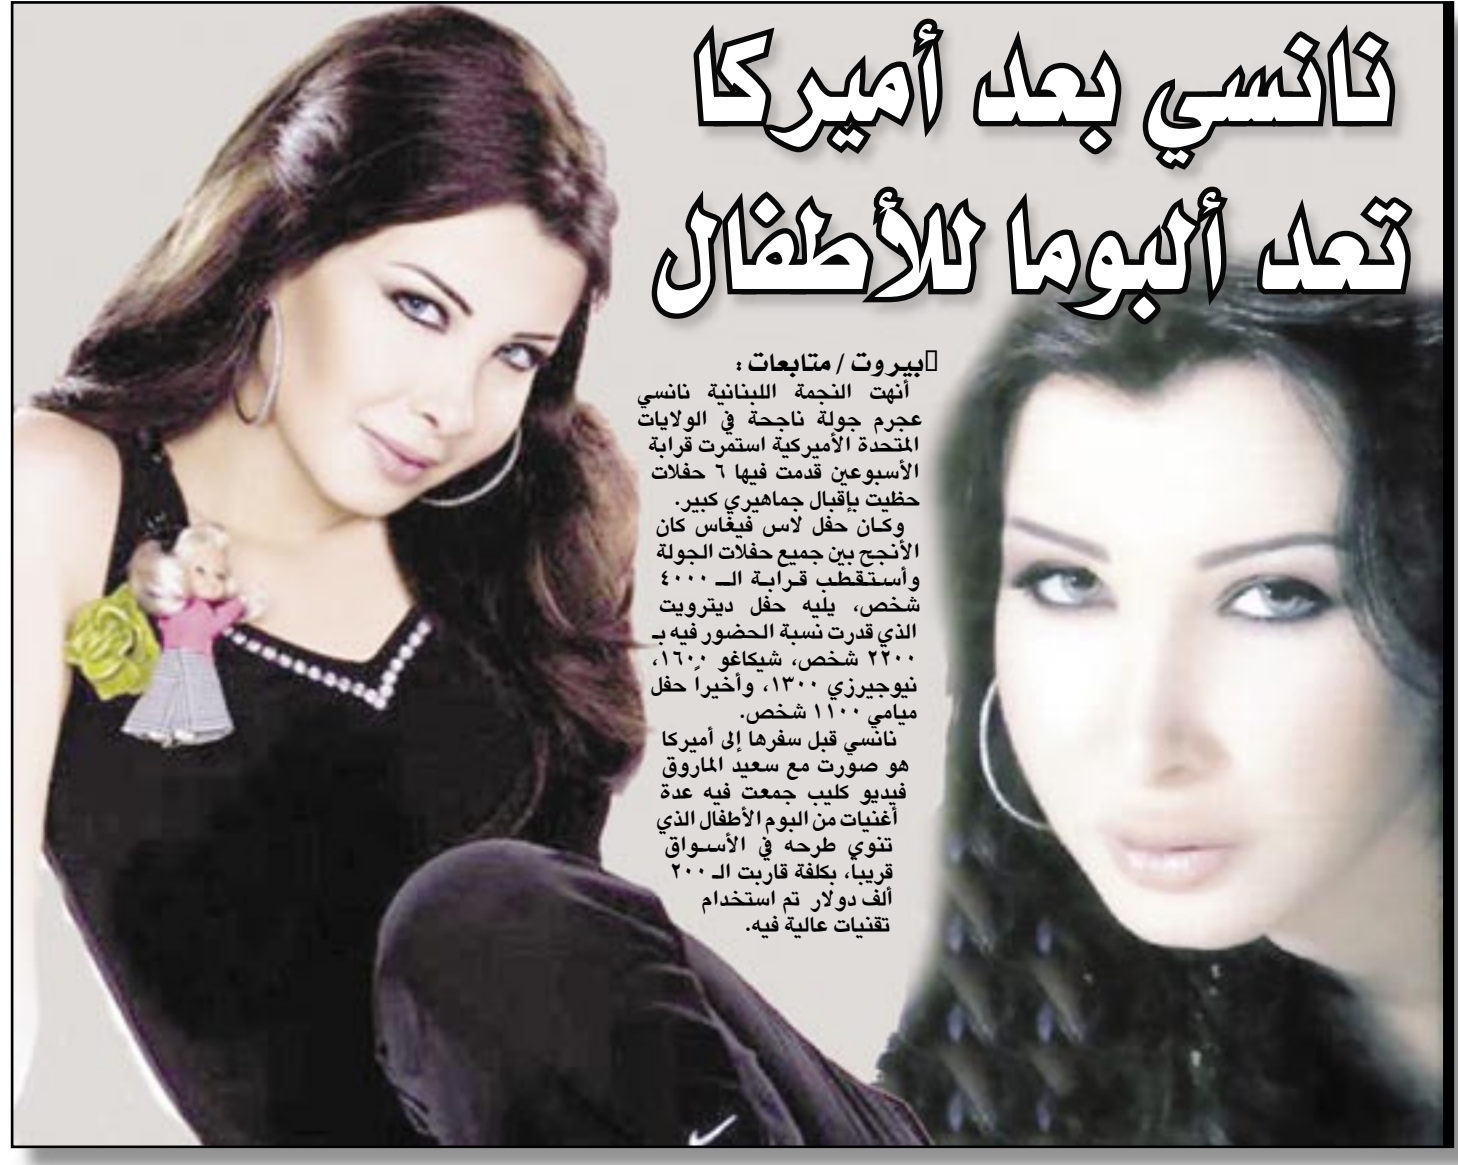 نانسي بعد أميركا
تعد ألبوما للأطفال
بيروت / متابعات :
أنهت النجمة اللبنانية نانسي
عجرم جولة ناجحة في الولايات
المتحدة الأميركية استمرت قرابة
الأسبوعين قدمت فيها ٦ حفلات
حظيت بإقبال جماهيري كبير.
وكان حفل لاس فيغاس كان
الأنجح بين جميع حفلات الجولة
وأستقطب قرابة الـ ٤٠٠٠
شخص، يليه حفل ديترويت
الذي قدرت نسبة الحضور فيه بـ
٢٢٠٠ شخص، شيكاغو ١٦٠٠،
نيوجيرزي ١٣٠٠، وأخيراً حفل
ميامي ١١٠٠ شخص.
نانسي قبل سفرها إلى أميركا
هو صورت مع سعيد الماروق
فيديو كليب جمعت فيه عدة
أغنيات من البوم الأطفال الذي
تنوي طرحه في الأسواق
قريباً، بكلفة قاربت الـ ٢٠٠
ألف دولار تم استخدام
تقنيات عالية فيه.